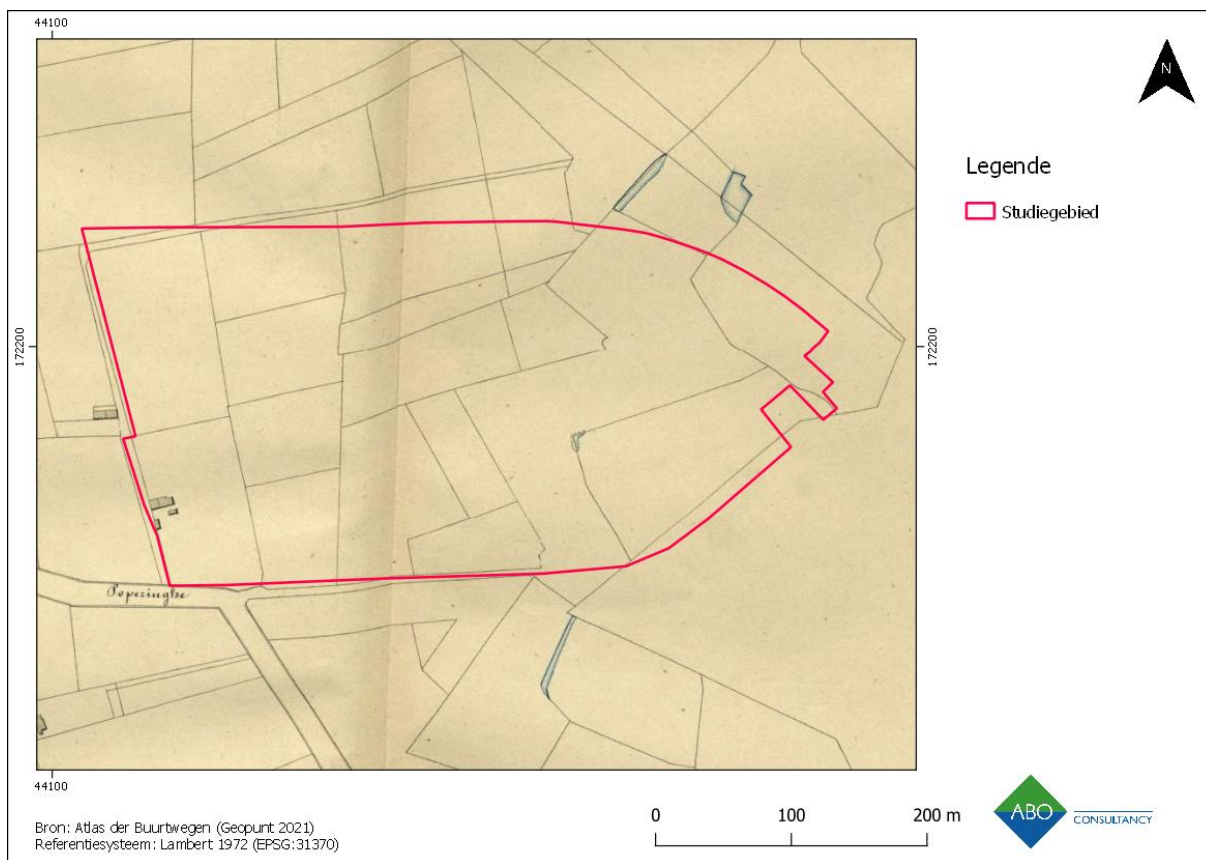 44100
N
172200
172200
Legende
Studiegebied
Poperinghe
44100
Bron: Atlas der Buurtwegen (Geopunt 2021)
Referentiesysteem: Lambert 1972 (EPSG:31370)
0 100 200 m
ABO
CONSULTANCY